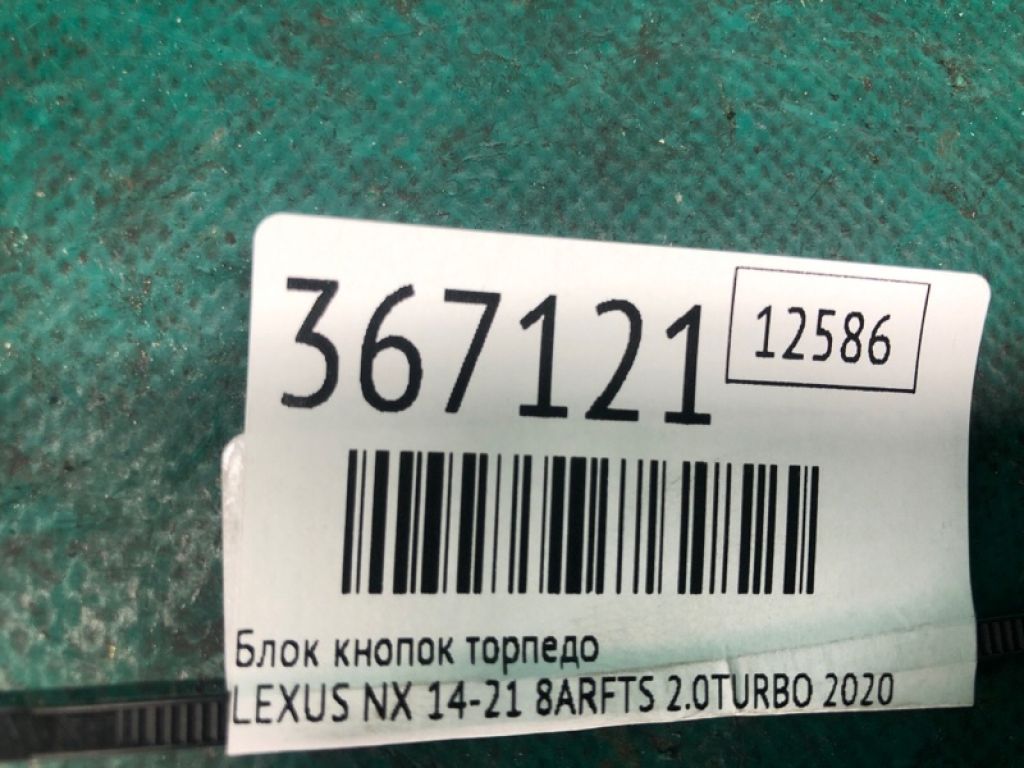 367121
12586
Блок кнопок торпедо
LEXUS NX 14-21 8ARFTS 2.0TURBO 2020